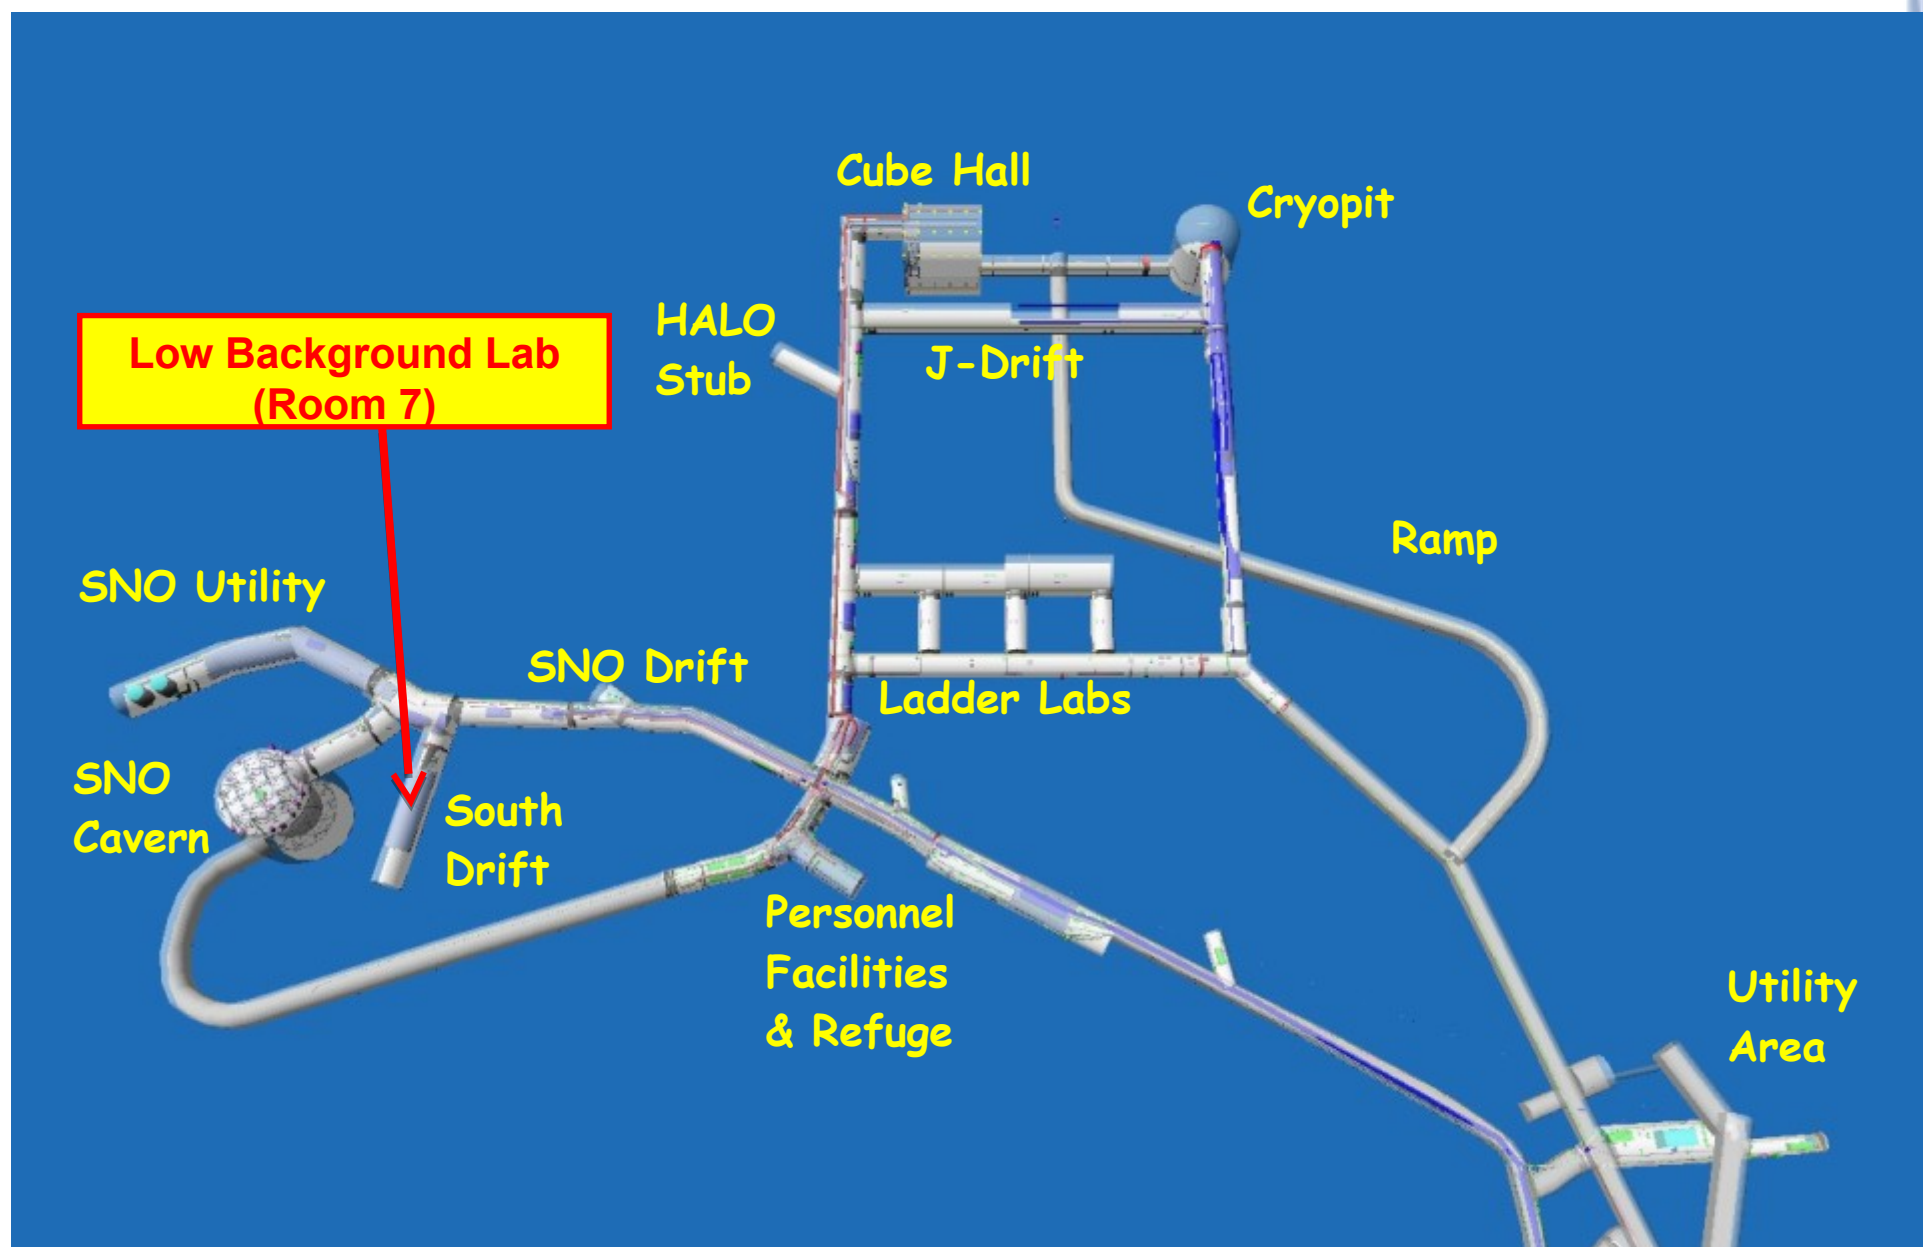 Cube Hall
Cryopit
HALO
Stub
J-Drift
Low Background Lab
(Room 7)
Ramp
SNO Utility
SNO Drift
Ladder Labs
SNO
Cavern
South
Drift
Personnel
Facilities
& Refuge
Utility
Area